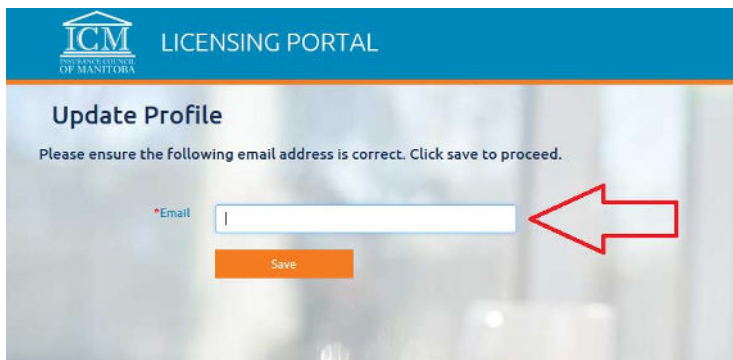 ICM
INSURANCE COUNCIL
OF MANITOBA
LICENSING PORTAL
Update Profile
Please ensure the following email address is correct. Click save to proceed.
*Email
Save